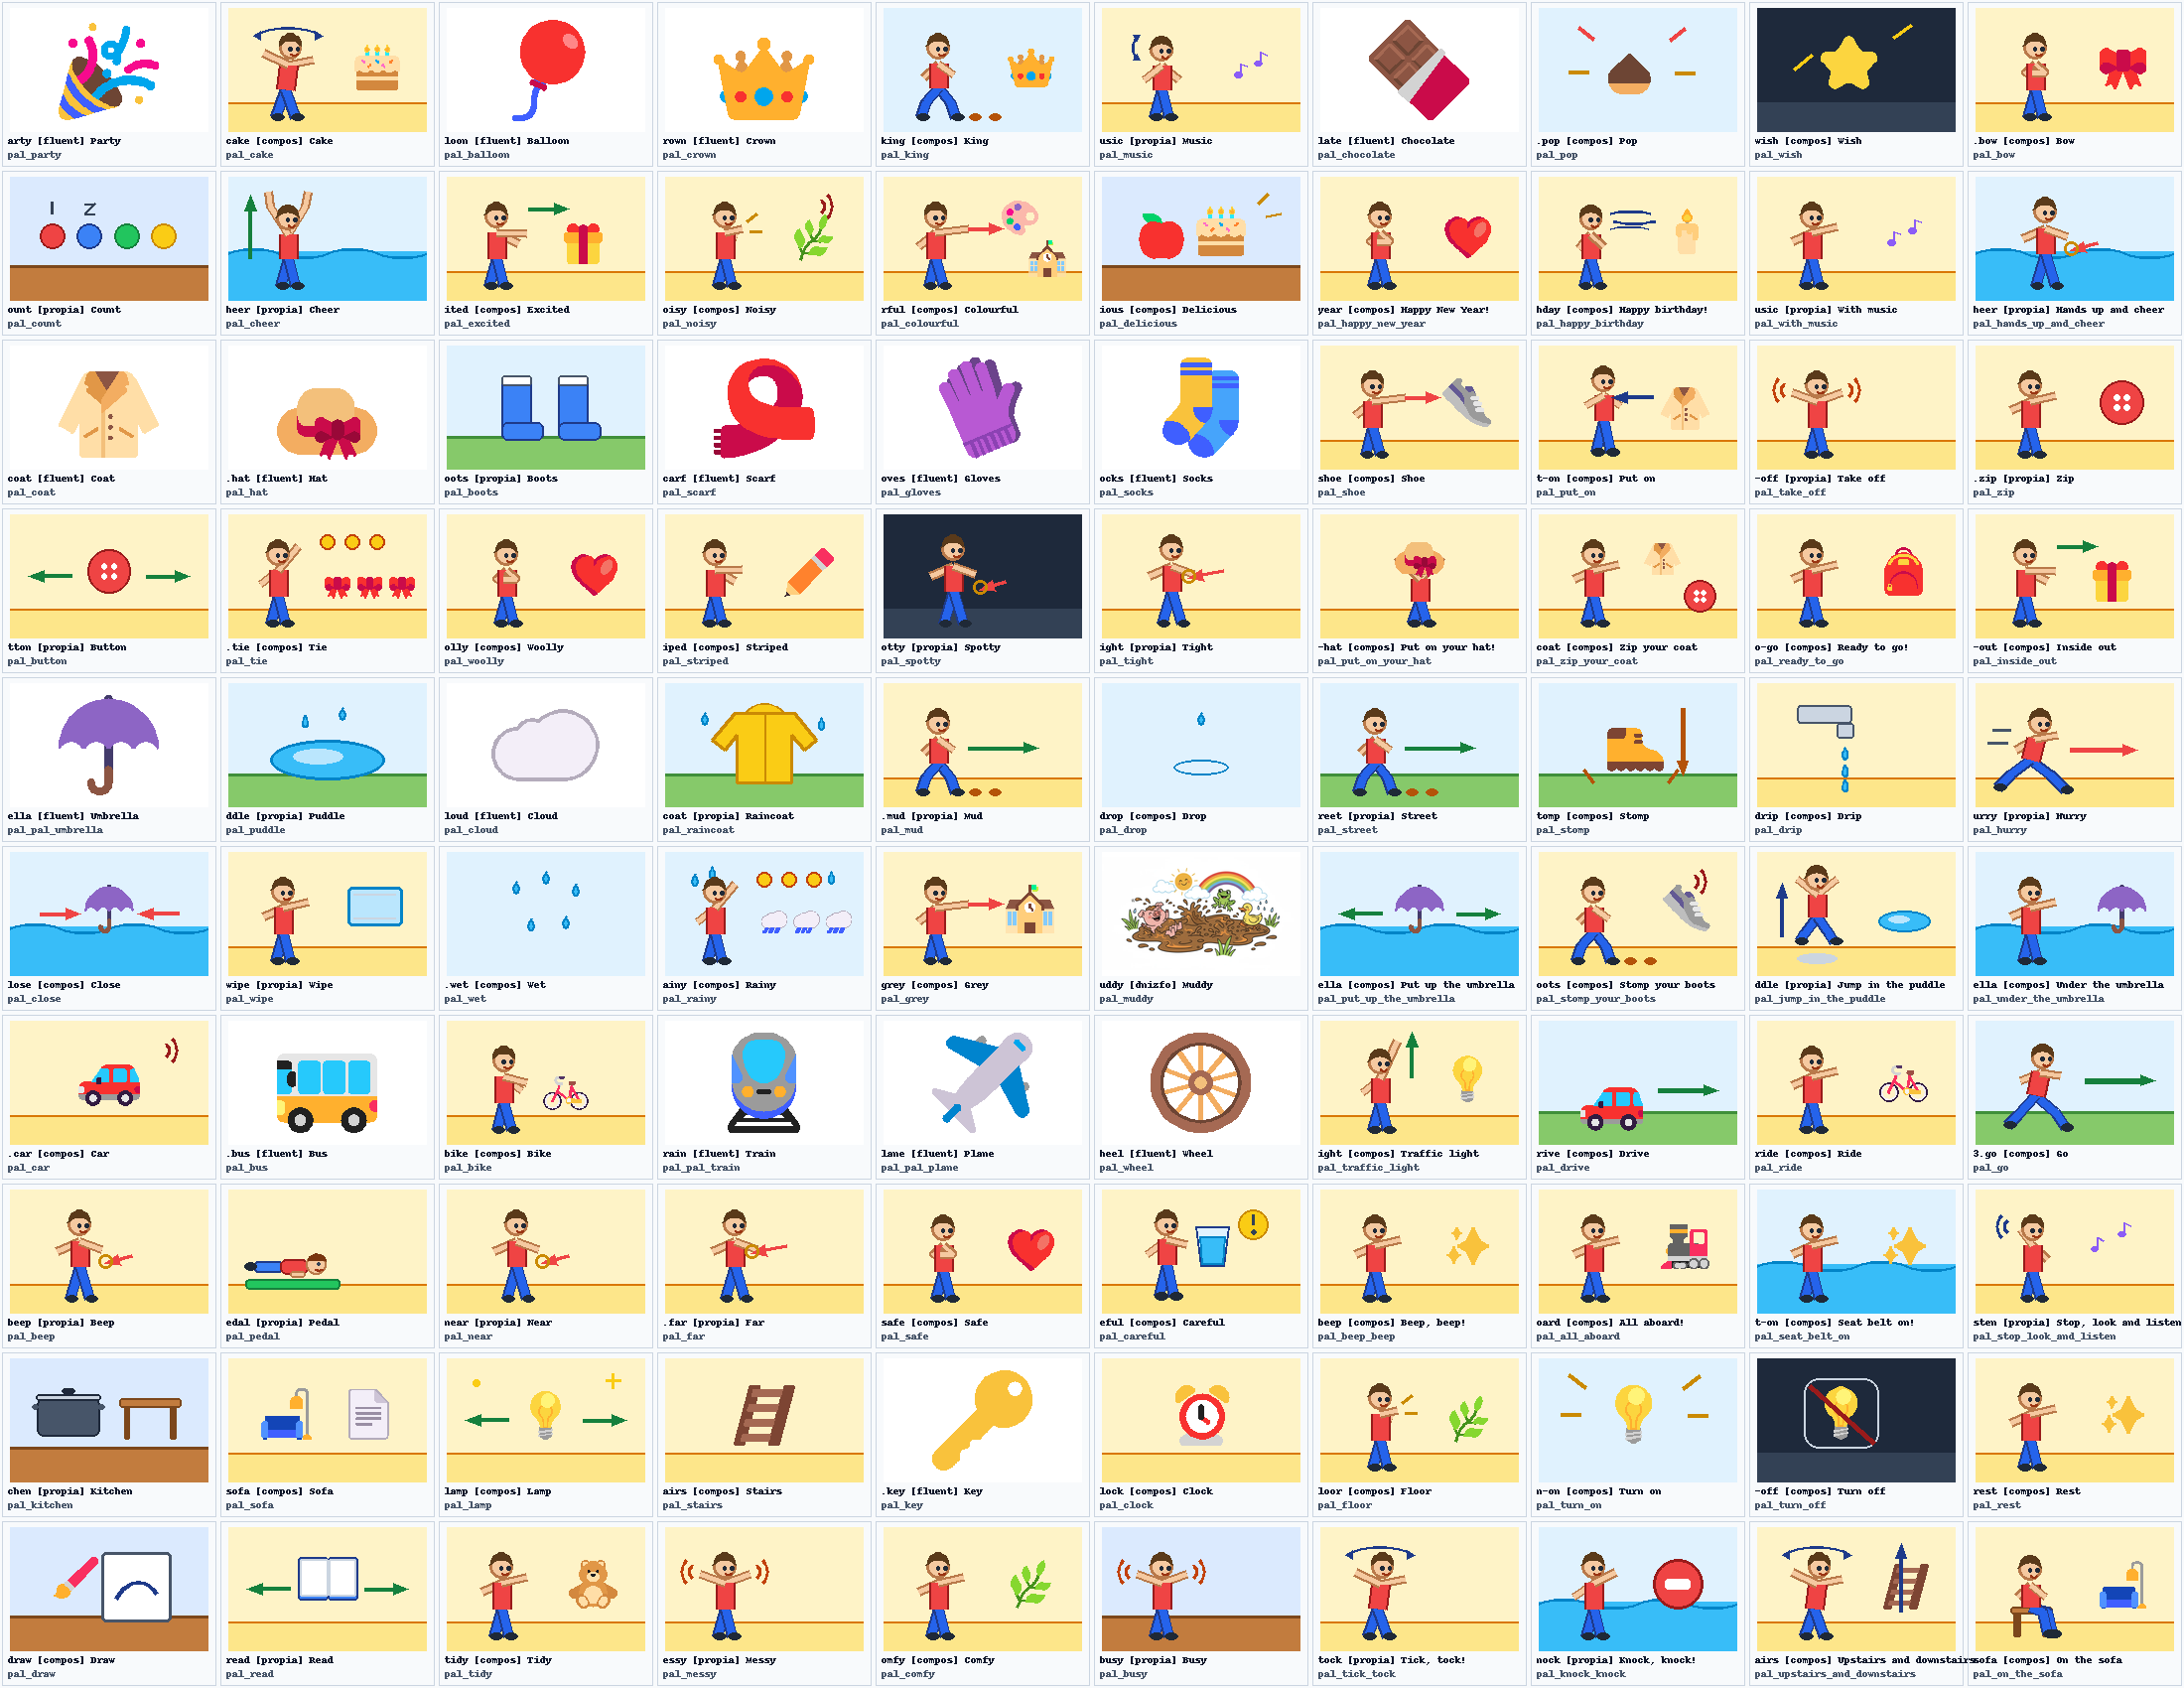 arty [fluent] Party
pal_party
cake [compos] Cake
pal_cake
loon [fluent] Balloon
pal_balloon
rown [fluent] Crown
pal_crown
king [compos] King
pal_king
usic [propia] Music
pal_music
late [fluent] Chocolate
pal_chocolate
.pop [compos] Pop
pal_pop
wish [compos] Wish
pal_wish
.bow [compos] Bow
pal_bow
1 2
ount [propia] Count
pal_count
heer [propia] Cheer
pal_cheer
ited [compos] Excited
pal_excited
oisy [compos] Noisy
pal_noisy
rful [compos] Colourful
pal_colourful
ious [compos] Delicious
pal_delicious
year [compos] Happy New Year!
pal_happy_new_year
hday [compos] Happy birthday!
pal_happy_birthday
usic [propia] With music
pal_with_music
heer [propia] Hands up and cheer
pal_hands_up_and_cheer
coat [fluent] Coat
pal_coat
.hat [fluent] Hat
pal_hat
oots [propia] Boots
pal_boots
carf [fluent] Scarf
pal_scarf
oves [fluent] Gloves
pal_gloves
ocks [fluent] Socks
pal_socks
shoe [compos] Shoe
pal_shoe
t-on [compos] Put on
pal_put_on
-off [propia] Take off
pal_take_off
.zip [propia] Zip
pal_zip
tton [propia] Button
pal_button
.tie [compos] Tie
pal_tie
olly [compos] Woolly
pal_woolly
iped [compos] Striped
pal_striped
otty [propia] Spotty
pal_spotty
ight [propia] Tight
pal_tight
-hat [compos] Put on your hat!
pal_put_on_your_hat
coat [compos] Zip your coat
pal_zip_your_coat
o-go [compos] Ready to go!
pal_ready_to_go
-out [compos] Inside out
pal_inside_out
ella [fluent] Umbrella
pal_pal_umbrella
ddle [propia] Puddle
pal_puddle
loud [fluent] Cloud
pal_cloud
coat [propia] Raincoat
pal_raincoat
.mud [propia] Mud
pal_mud
drop [compos] Drop
pal_drop
reet [propia] Street
pal_street
tomp [compos] Stomp
pal_stomp
drip [compos] Drip
pal_drip
urry [propia] Hurry
pal_hurry
lose [compos] Close
pal_close
wipe [propia] Wipe
pal_wipe
.wet [compos] Wet
pal_wet
ainy [compos] Rainy
pal_rainy
grey [compos] Grey
pal_grey
uddy [dnizfo] Muddy
pal_muddy
ella [compos] Put up the umbrella
pal_put_up_the_umbrella
oots [compos] Stomp your boots
pal_stomp_your_boots
ddle [propia] Jump in the puddle
pal_jump_in_the_puddle
ella [compos] Under the umbrella
pal_under_the_umbrella
.car [compos] Car
pal_car
.bus [fluent] Bus
pal_bus
bike [compos] Bike
pal_bike
rain [fluent] Train
pal_pal_train
lane [fluent] Plane
pal_pal_plane
heel [fluent] Wheel
pal_wheel
ight [compos] Traffic light
pal_traffic_light
rive [compos] Drive
pal_drive
ride [compos] Ride
pal_ride
3.go [compos] Go
pal_go
beep [propia] Beep
pal_beep
edal [propia] Pedal
pal_pedal
near [propia] Near
pal_near
.far [propia] Far
pal_far
safe [compos] Safe
pal_safe
eful [compos] Careful
pal_careful
beep [compos] Beep, beep!
pal_beep_beep
oard [compos] All aboard!
pal_all_aboard
t-on [compos] Seat belt on!
pal_seat_belt_on
sten [propia] Stop, look and listen
pal_stop_look_and_listen
chen [propia] Kitchen
pal_kitchen
sofa [compos] Sofa
pal_sofa
lamp [compos] Lamp
pal_lamp
airs [compos] Stairs
pal_stairs
.key [fluent] Key
pal_key
lock [compos] Clock
pal_clock
loor [compos] Floor
pal_floor
n-on [compos] Turn on
pal_turn_on
-off [compos] Turn off
pal_turn_off
rest [compos] Rest
pal_rest
draw [compos] Draw
pal_draw
read [propia] Read
pal_read
tidy [compos] Tidy
pal_tidy
essy [propia] Messy
pal_messy
omfy [compos] Comfy
pal_comfy
busy [propia] Busy
pal_busy
tock [propia] Tick, tock!
pal_tick_tock
nock [propia] Knock, knock!
pal_knock_knock
airs [compos] Upstairs and downstairs
pal_upstairs_and_downstairs
sofa [compos] On the sofa
pal_on_the_sofa